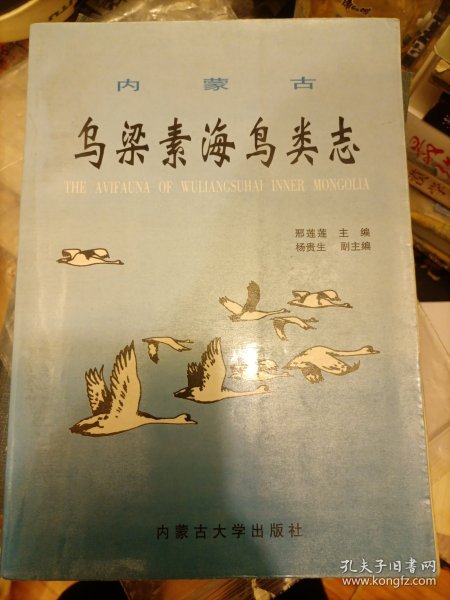 内蒙古
乌梁素海鸟类志
THE AVIFAUNA OF WULIANGSUHAI INNER MONGOLIA
邢莲莲 主编
杨贵生 副主编
内蒙古大学出版社
孔夫子旧书网
www.kongfz.com